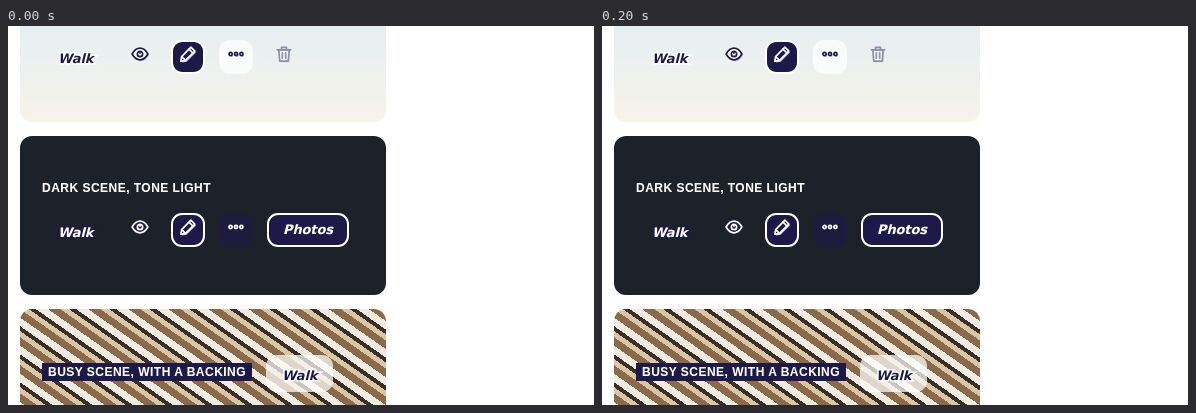 0.00 s
Walk
DARK SCENE, TONE LIGHT
Walk
Photos
BUSY SCENE, WITH A BACKING
Walk
0.20 s
Walk
DARK SCENE, TONE LIGHT
Walk
Photos
BUSY SCENE, WITH A BACKING
Walk